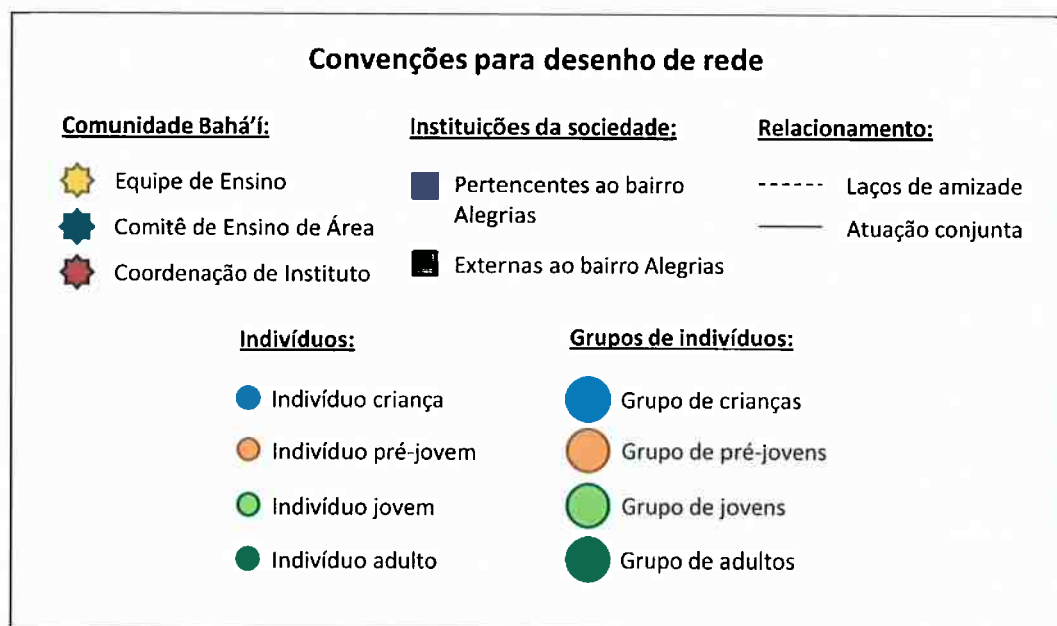 Convenções para desenho de rede
Comunidade Bahá’í:
Equipe de Ensino
Comitê de Ensino de Área
Coordenação de Instituto
Instituições da sociedade:
Pertencentes ao bairro
Alegrias
Externas ao bairro Alegrias
Relacionamento:
Laços de amizade
Atuação conjunta
Indivíduos:
Indivíduo criança
Indivíduo pré-jovem
Indivíduo jovem
Indivíduo adulto
Grupos de indivíduos:
Grupo de crianças
Grupo de pré-jovens
Grupo de jovens
Grupo de adultos